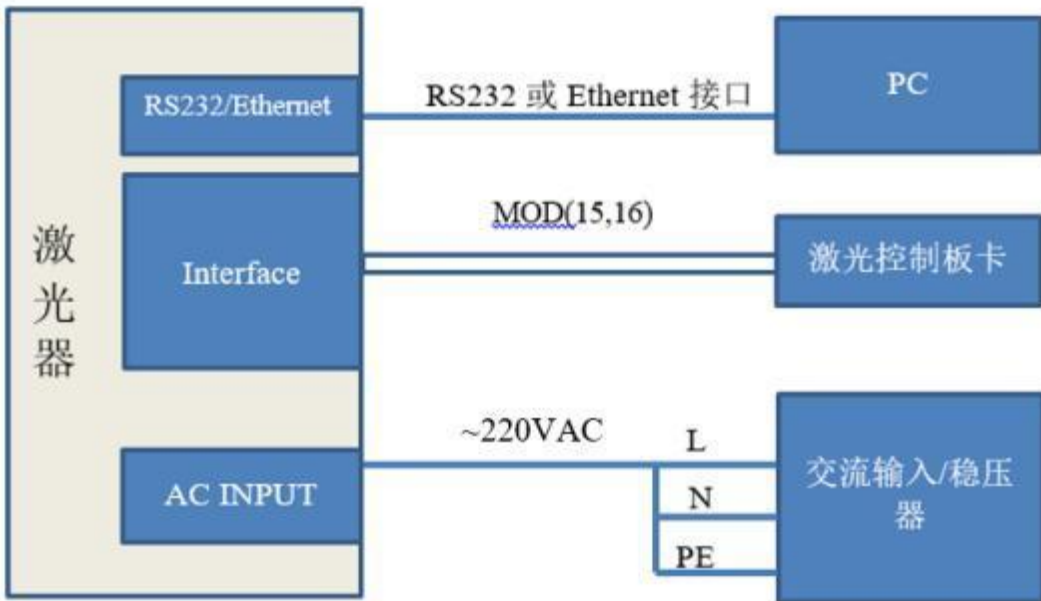 RS232/Ethernet
RS232 或 Ethernet 接口
PC
激光器
Interface
MOD(15,16)
激光控制板卡
AC INPUT
~220VAC
L
N
PE
交流输入/稳压
器